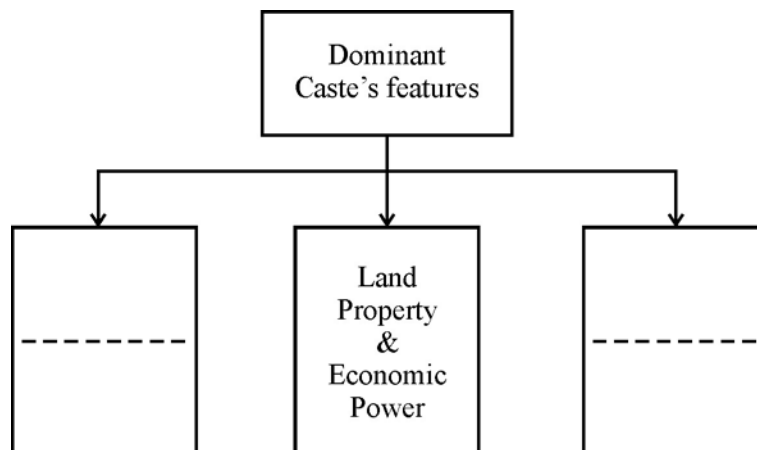 Dominant
Caste’s features
Land
Property
&
Economic
Power